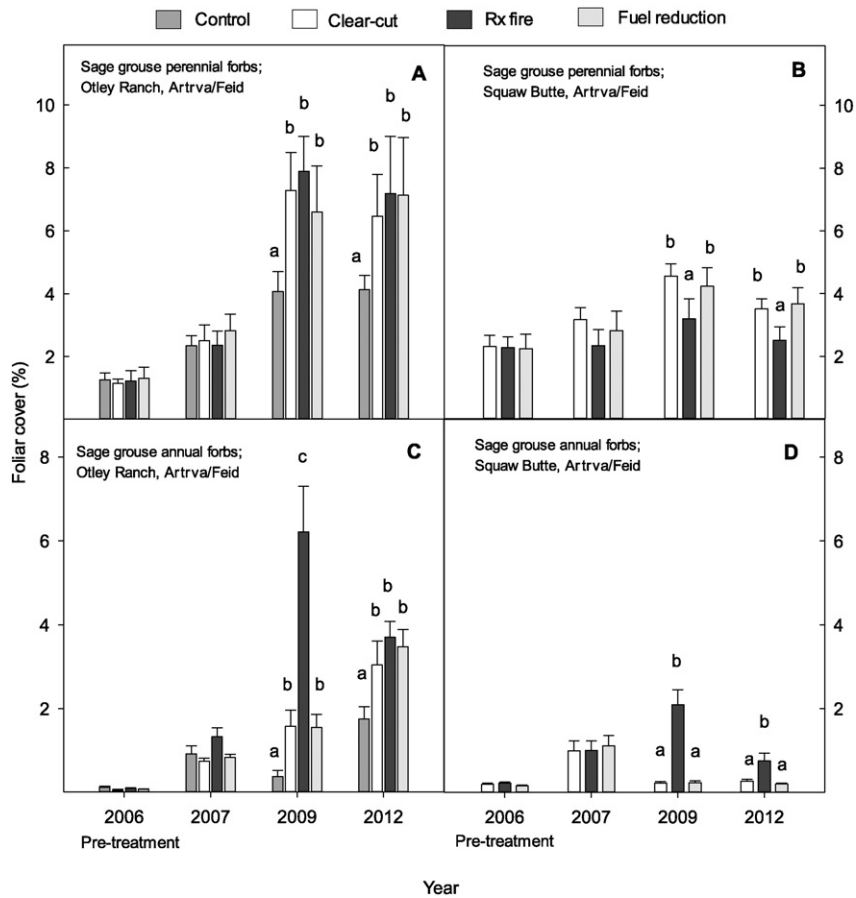 Control Clear-cut Rx fire Fuel reduction
Sage grouse perennial forbs;
Otley Ranch, Artrva/Feid
A
Sage grouse perennial forbs;
Squaw Butte, Artrva/Feid
B
10
8
6
4
2
a b b b
a b b b
b a b
b a b
10
8
6
4
2
Foliar cover (%)
Sage grouse annual forbs;
Otley Ranch, Artrva/Feid
C
Sage grouse annual forbs;
Squaw Butte, Artrva/Feid
D
8
6
4
2
a b c b
a b b b
a b a
a b a
8
6
4
2
2006 2007 2009 2012
Pre-treatment
2006 2007 2009 2012
Pre-treatment
Year